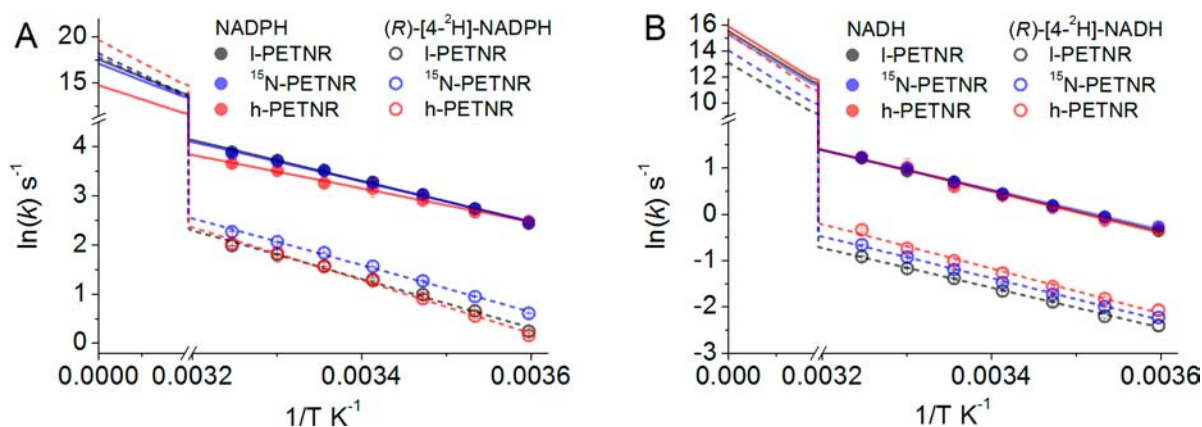 A
NADPH (R)-[4-²H]-NADPH
l-PETNR l-PETNR
¹⁵N-PETNR ¹⁵N-PETNR
h-PETNR h-PETNR
20
15
4
3
2
1
0
ln(k) s⁻¹
0.0000 0.0032 0.0034 0.0036
1/T K⁻¹
B
NADH (R)-[4-²H]-NADH
l-PETNR l-PETNR
¹⁵N-PETNR ¹⁵N-PETNR
h-PETNR h-PETNR
16
14
12
10
1
0
-1
-2
-3
ln(k) s⁻¹
0.000 0.0032 0.0034 0.0036
1/T K⁻¹